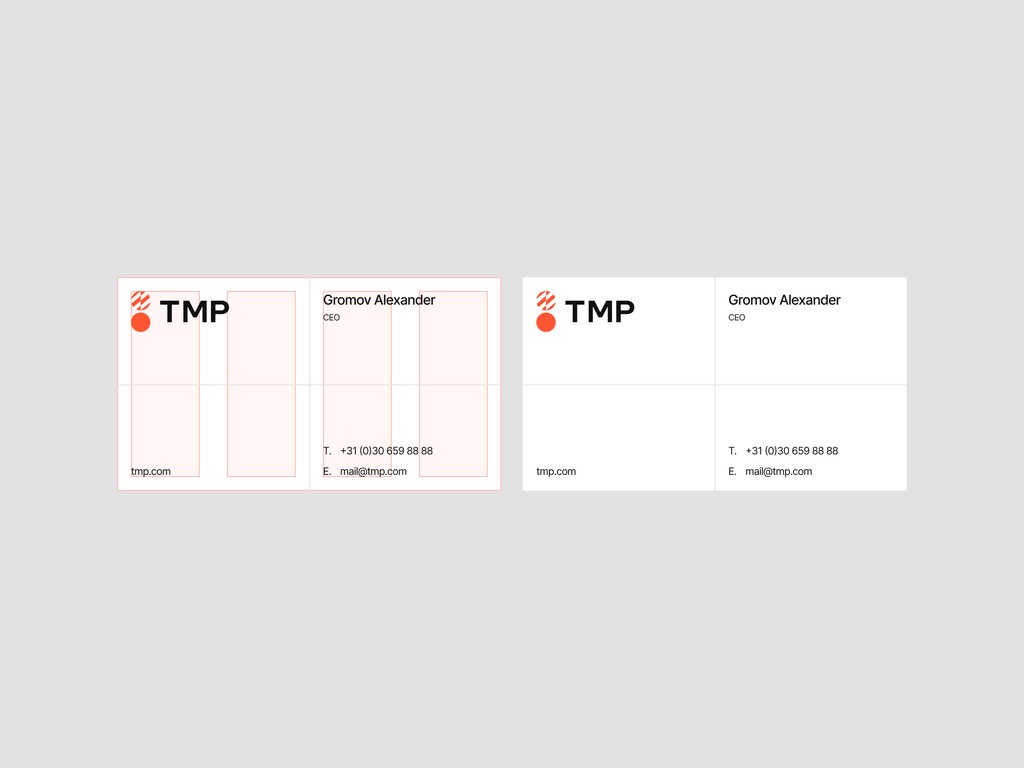 TMP
Gromov Alexander
CEO
T. +31 (0)30 659 88 88
tmp.com
E. mail@tmp.com
TMP
Gromov Alexander
CEO
T. +31 (0)30 659 88 88
tmp.com
E. mail@tmp.com